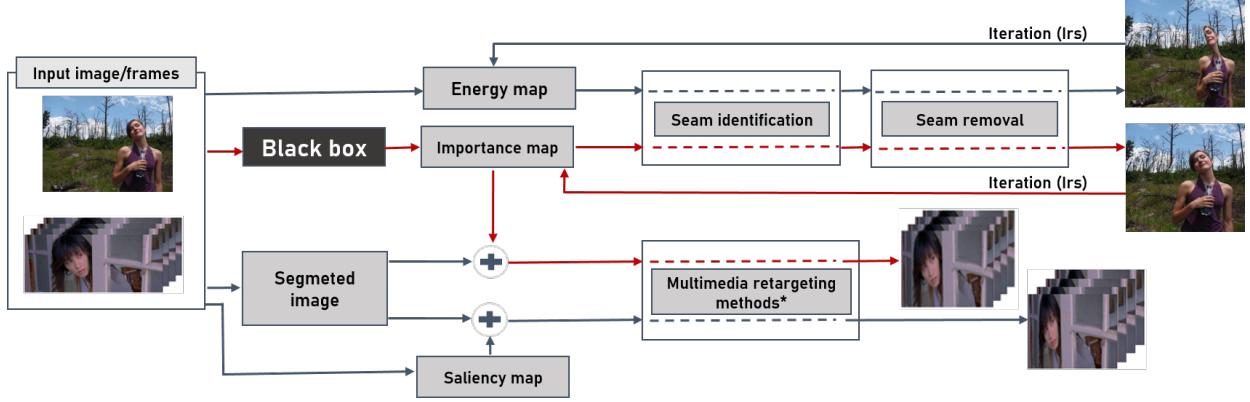 Iteration (Irs)
Input image/frames
Energy map
Seam identification
Seam removal
Black box
Importance map
Iteration (Irs)
Segmeted
image
Multimedia retargeting
methods*
Saliency map